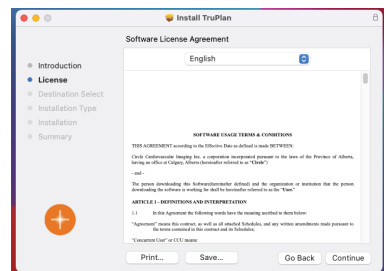 Install TruPlan
Software License Agreement
English
Introduction
License
Destination Select
Installation Type
Installation
Summary
SOFTWARE USAGE TERMS & CONDITIONS
THIS AGREEMENT according to the Effective Date as defined is made BETWEEN:
Circle Cardiovascular Imaging Inc. a corporation incorporated pursuant to the laws of the Province of Alberta,
having an office at Calgary, Alberta (hereinafter referred to as "Circle")
- and -
The person downloading this Software(hereinafter defined) and the organization or institution that the person
downloading the software is working for shall be hereinafter referred to as the "User."
ARTICLE 1 - DEFINITIONS AND INTERPRETATION
1.1 In this Agreement the following words have the meaning ascribed to them below:
"Agreement" means this contract, as well as all attached Schedules, and any written amendments made pursuant to
the terms contained in this contract and its Schedules;
"Concurrent User" or CCU means:
Print...
Save...
Go Back
Continue